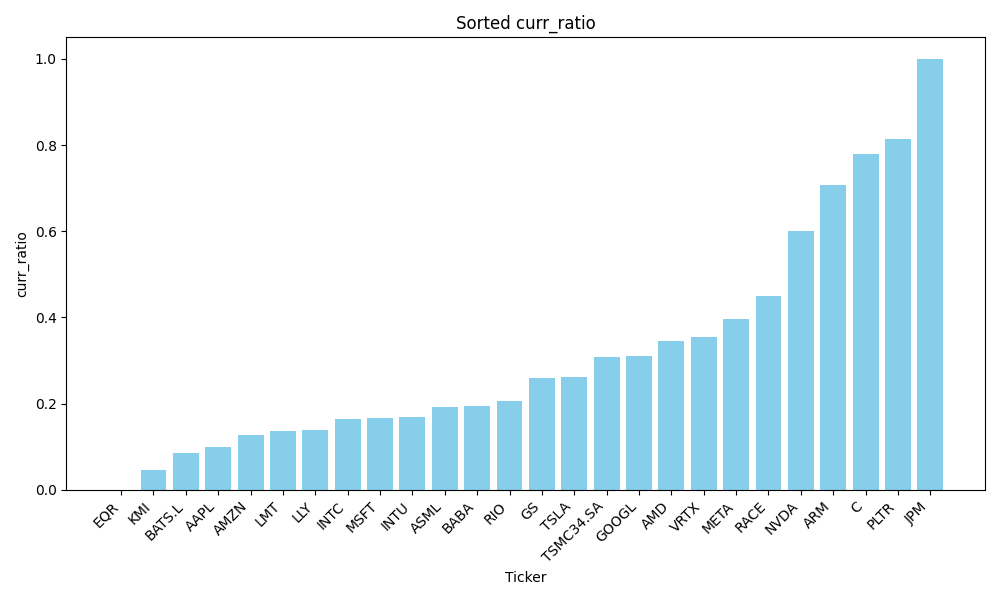 Sorted curr_ratio
1.0
0.8
0.6
0.4
0.2
0.0
curr_ratio
EQR
KMI
BATS.L
AAPL
AMZN
LMT
LLY
INTC
MSFT
INTU
ASML
BABA
RIO
GS
TSLA
TSMC34.SA
GOOGL
AMD
VRTX
META
RACE
NVDA
ARM
C
PLTR
JPM
Ticker